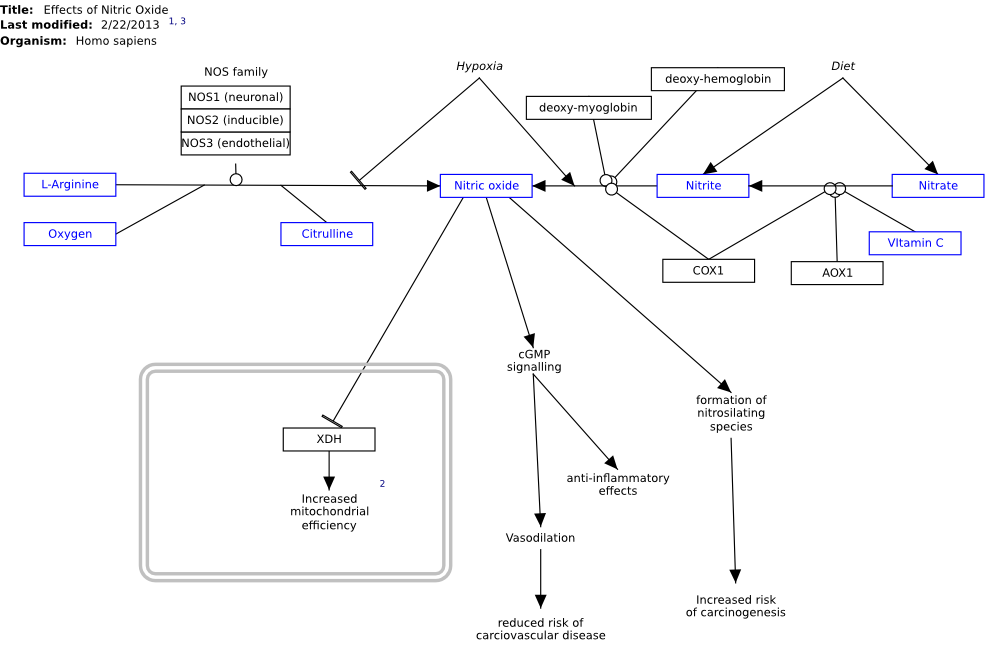 Title: Effects of Nitric Oxide
Last modified: 2/22/2013 1, 3
Organism: Homo sapiens
Hypoxia
Diet
NOS family
deoxy-hemoglobin
NOS1 (neuronal)
deoxy-myoglobin
NOS2 (inducible)
NOS3 (endothelial)
L-Arginine
Nitric oxide
Nitrite
Nitrate
Oxygen
Citrulline
VItamin C
COX1
AOX1
cGMP
signalling
formation of
nitrosilating
species
XDH
anti-inflammatory
effects
2
Increased
mitochondrial
efficiency
Vasodilation
Increased risk
of carcinogenesis
reduced risk of
carciovascular disease